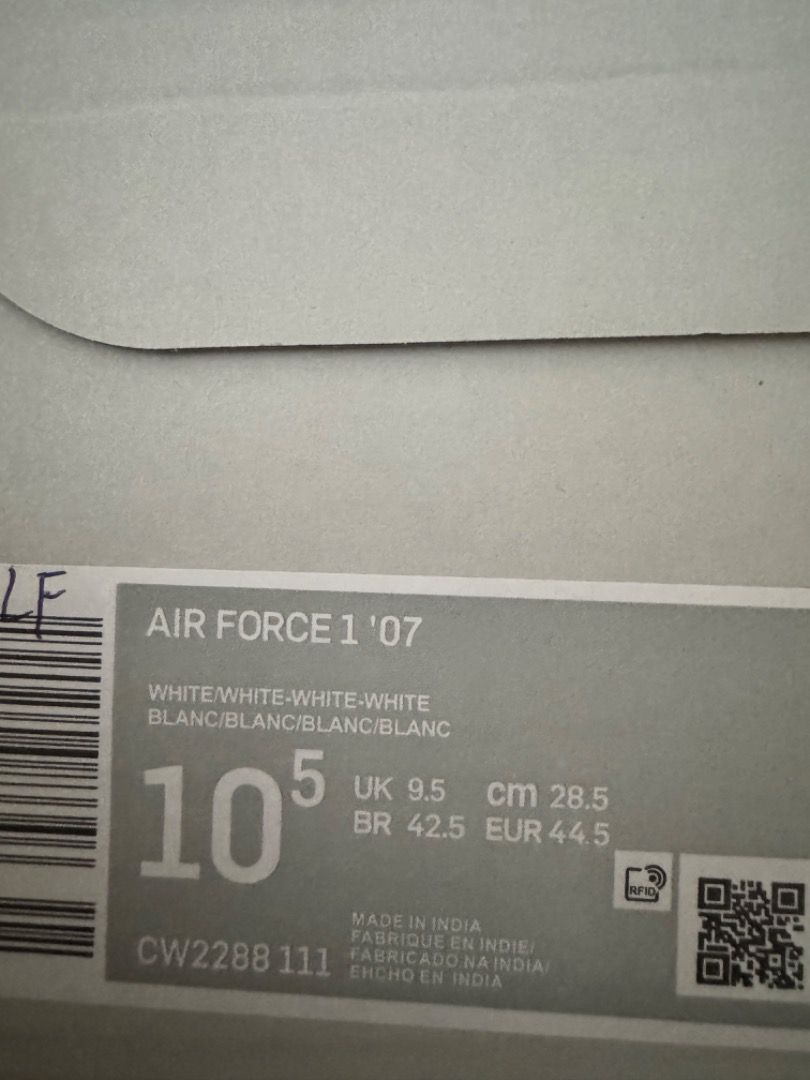 LF
AIR FORCE 1 '07
WHITE/WHITE-WHITE-WHITE
BLANC/BLANC/BLANC/BLANC
10 5
UK 9.5 cm 28.5
BR 42.5 EUR 44.5
RFID
CW2288 111
MADE IN INDIA
FABRIQUE EN INDIE/
FABRICADO NA INDIA/
EHCHO EN INDIA